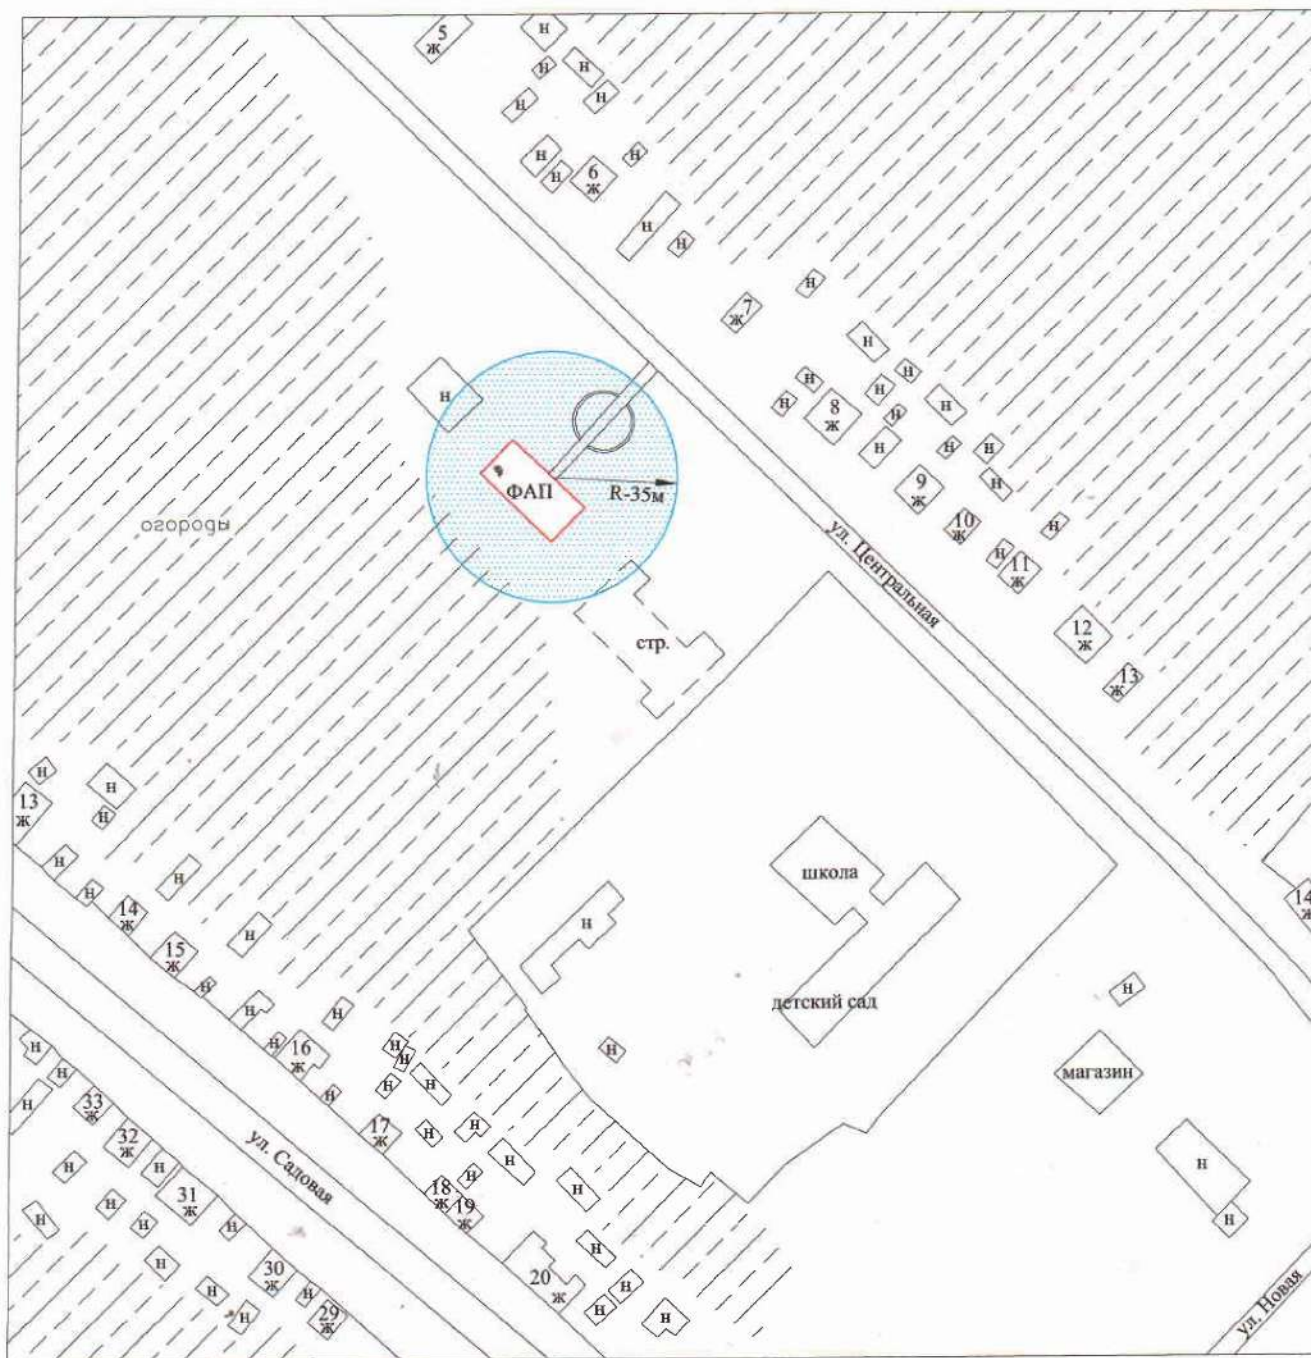 5
ж
н
н
н
н
н
н
н
6
ж
н
н
н
7
ж
н
н
н
н
н
8
ж
н
н
н
н
н
н
н
9
ж
10
ж
н
н
11
ж
12
ж
13
ж
14
ж
н
ФАП
R-35м
огороды
ул. Центральная
стр.
школа
детский сад
н
н
н
магазин
н
н
ул. Новая
н
13
ж
н
н
н
н
14
ж
н
15
ж
н
н
н
н
16
ж
н
н
н
н
н
н
17
ж
н
н
н
н
18
ж
19
ж
н
20
ж
н
н
н
н
ул. Садовая
н
н
н
33
ж
32
ж
н
н
31
ж
н
н
н
н
н
30
ж
н
н
н
29
ж